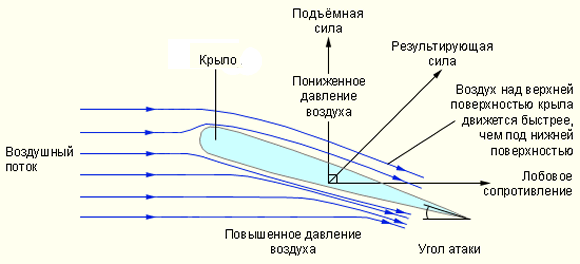 Подъёмная
сила
Результирующая
сила
Крыло
Пониженное
давление
воздуха
Воздух над верхней
поверхностью крыла
движется быстрее,
чем под нижней
поверхностью
Воздушный
поток
Лобовое
сопротивление
Повышенное давление
воздуха
Угол атаки